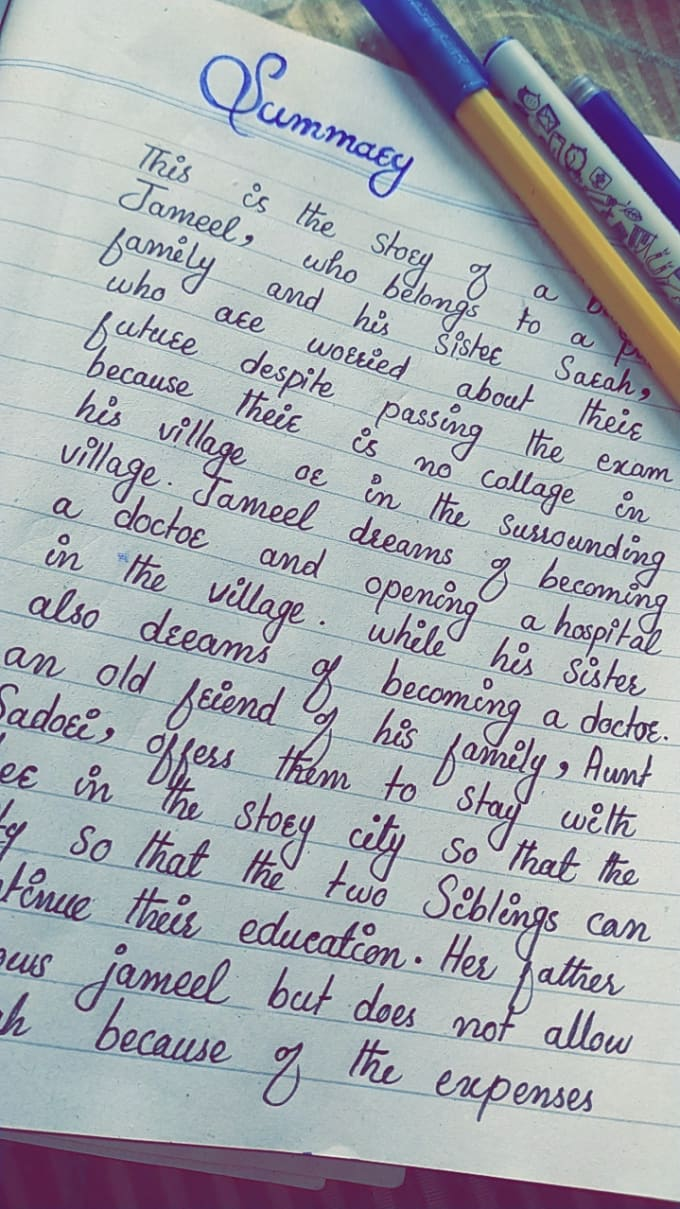 Summary
This is the story of a
Jameel, who belongs to a
family and his sister Sarah,
who are worried about their
future despite passing the exam
because their is no collage in
his village or in the surrounding
village. Jameel dreams of becoming
a doctor and opening a hospital
in the village. while his sister
also dreams of becoming a doctor.
an old friend of his family, Aunt
Sadori, offers them to stay with
in the story city so that the
so that the two Siblings can
their education. Her father
jameel but does not allow
because of the expenses